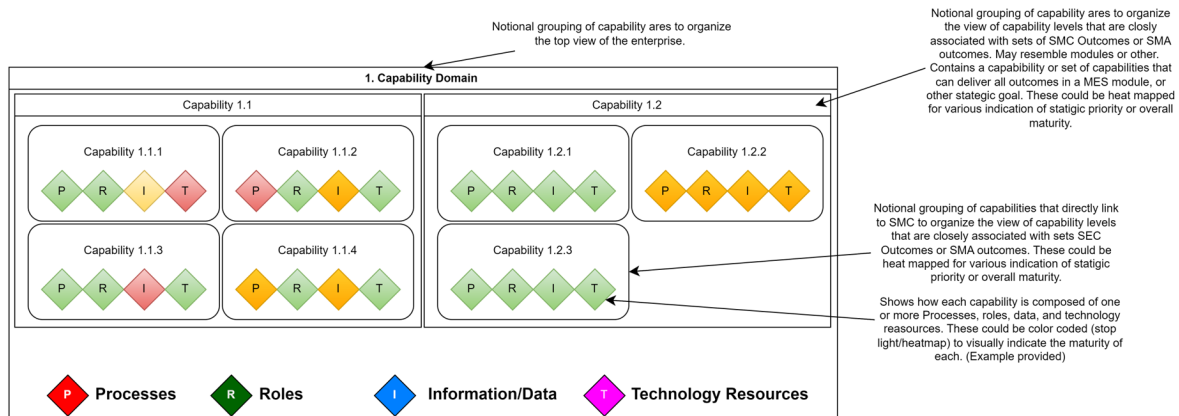 Notional grouping of capability ares to organize
the top view of the enterprise.
Notional grouping of capability ares to organize
the view of capability levels that are closly
associated with sets of SMC Outcomes or SMA
outcomes. May resemble modules or other.
Contains a capabibility or set of capabilities that
can deliver all outcomes in a MES module, or
other stategic goal. These could be heat mapped
for various indication of statigic priority or overall
maturity.
1. Capability Domain
Capability 1.1
Capability 1.2
Capability 1.1.1
P R I T
Capability 1.1.2
P R I T
Capability 1.2.1
P R I T
Capability 1.2.2
P R I T
Capability 1.1.3
P R I T
Capability 1.1.4
P R I T
Capability 1.2.3
P R I T
Notional grouping of capabilities that directly link
to SMC to organize the view of capability levels
that are closely associated with sets SEC
Outcomes or SMA outcomes. These could be
heat mapped for various indication of statigic
priority or overall maturity.
Shows how each capability is composed of one
or more Processes, roles, data, and technology
reasources. These could be color coded (stop
light/heatmap) to visually indicate the maturity of
each. (Example provided)
P Processes
R Roles
I Information/Data
T Technology Resources